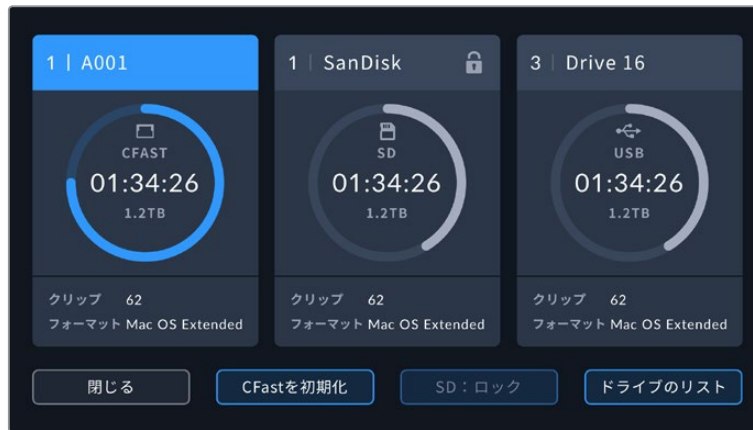 1 | A001
CFAST
01:34:26
1.2TB
クリップ 62
フォーマット Mac OS Extended
1 | SanDisk
SD
01:34:26
1.2TB
クリップ 62
フォーマット Mac OS Extended
3 | Drive 16
USB
01:34:26
1.2TB
クリップ 62
フォーマット Mac OS Extended
閉じる
CFastを初期化
SD：ロック
ドライブのリスト